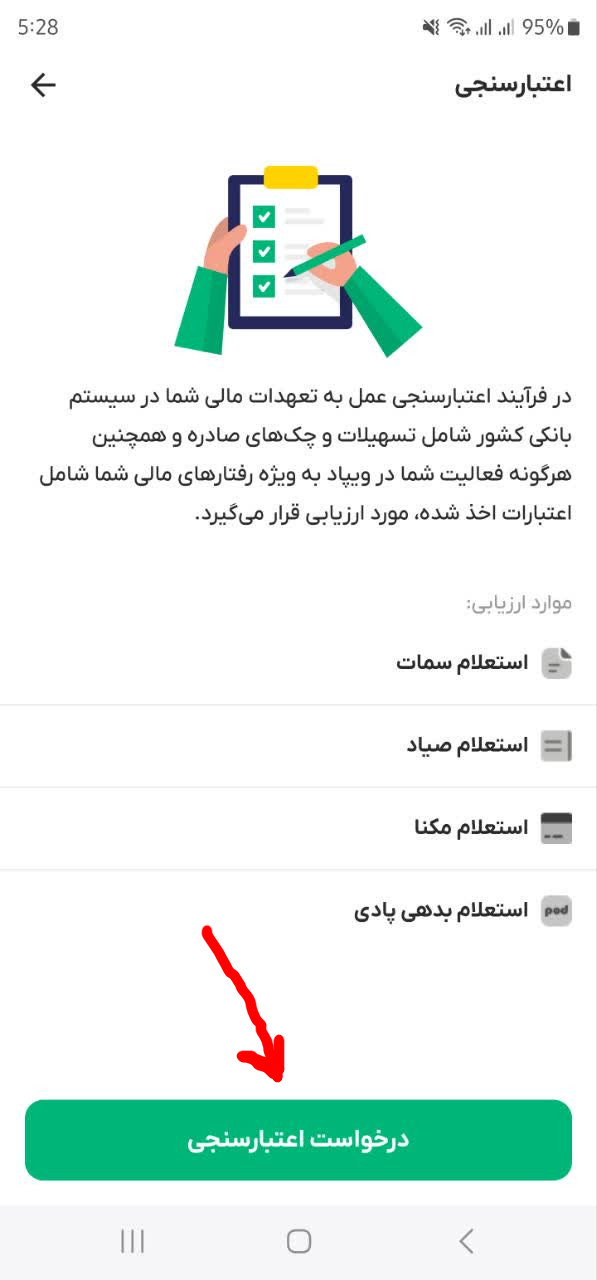 5:28
95%
اعتبارسنجی
در فرآیند اعتبارسنجی عمل به تعهدات مالی شما در سیستم
بانکی کشور شامل تسهیلات و چک‌های صادره و همچنین
هرگونه فعالیت شما در ویپاد به ویژه رفتارهای مالی شما شامل
اعتبارات اخذ شده، مورد ارزیابی قرار می‌گیرد.
موارد ارزیابی:
استعلام سمات
استعلام صیاد
استعلام مکنا
pod استعلام بدهی پادی
درخواست اعتبارسنجی